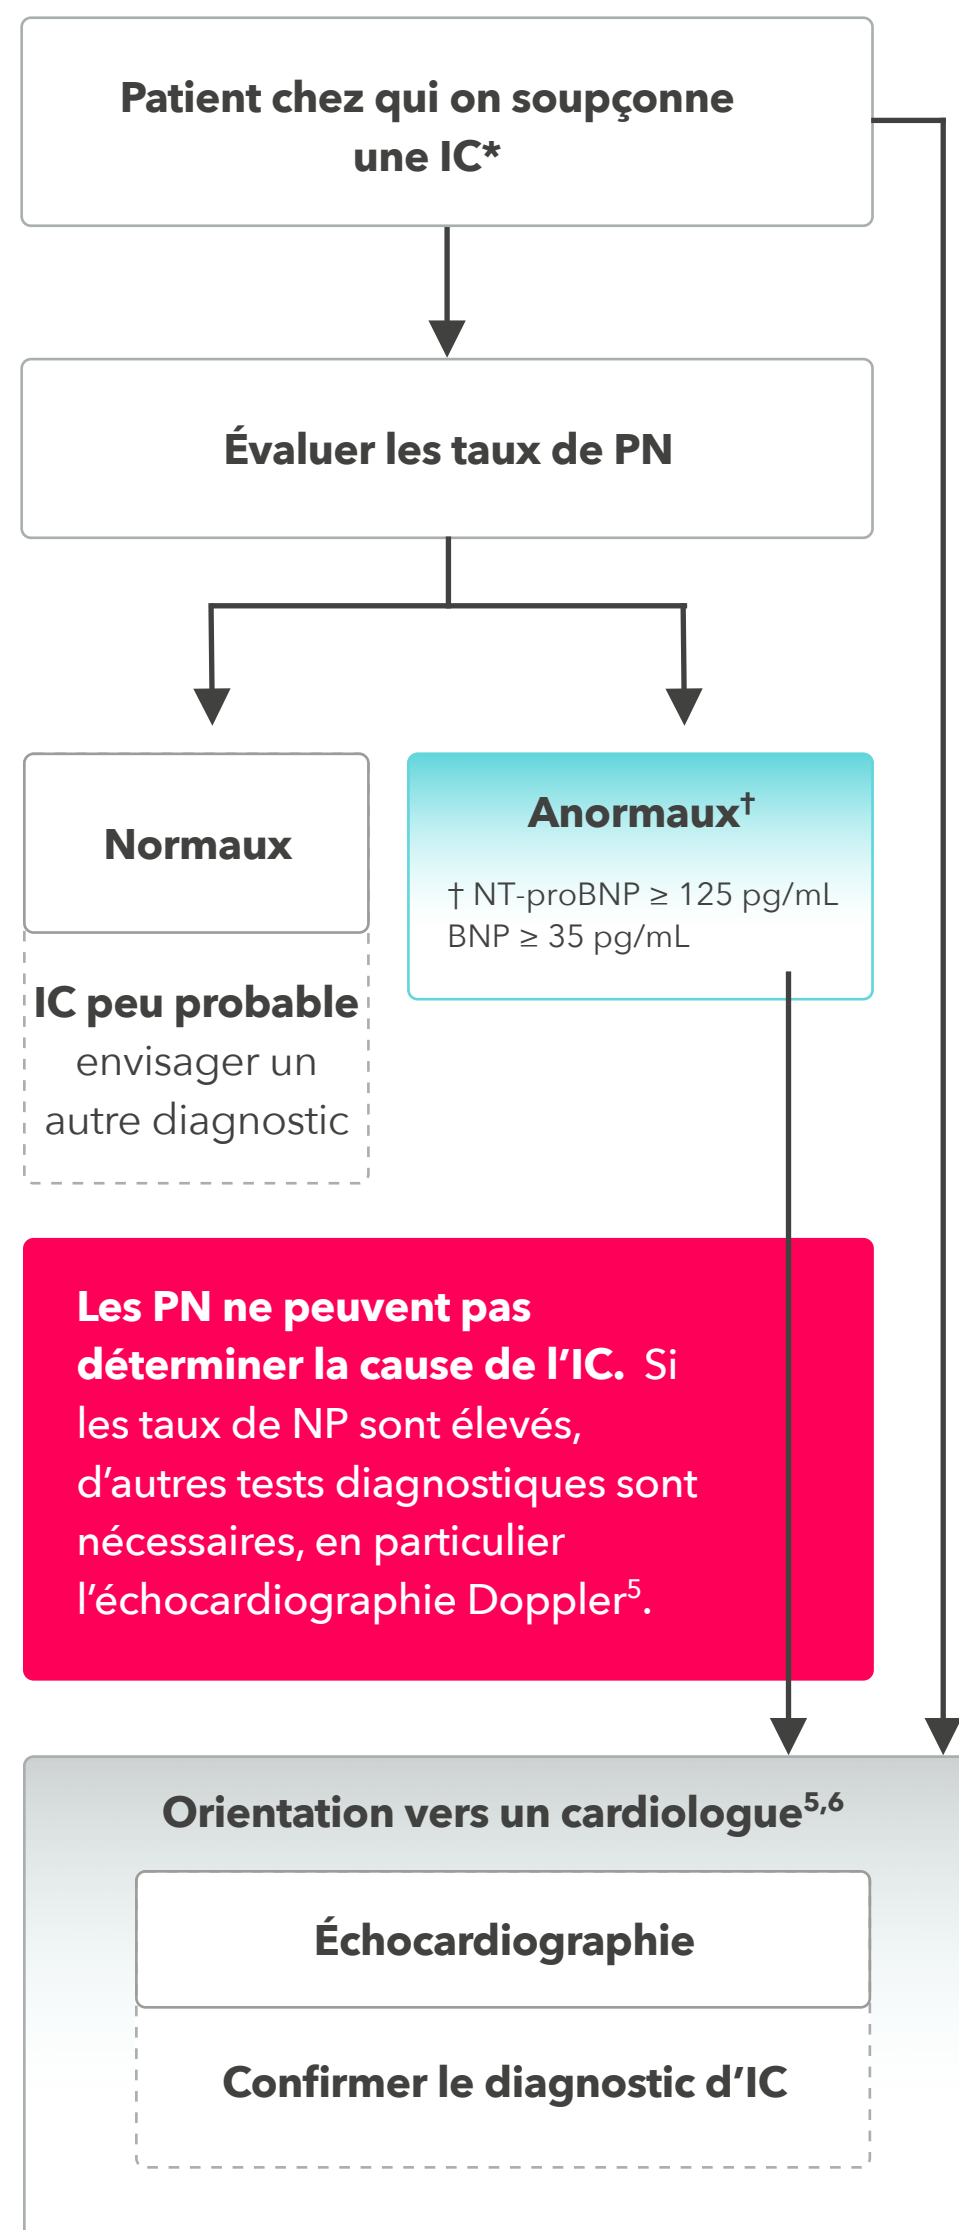 Patient chez qui on soupçonne
une IC*
Évaluer les taux de PN
Normaux
IC peu probable
envisager un
autre diagnostic
Anormaux†
† NT-proBNP ≥ 125 pg/mL
BNP ≥ 35 pg/mL
Les PN ne peuvent pas
déterminer la cause de l’IC. Si
les taux de NP sont élevés,
d’autres tests diagnostiques sont
nécessaires, en particulier
l’échocardiographie Doppler⁵.
Orientation vers un cardiologue⁵,⁶
Échocardiographie
Confirmer le diagnostic d’IC